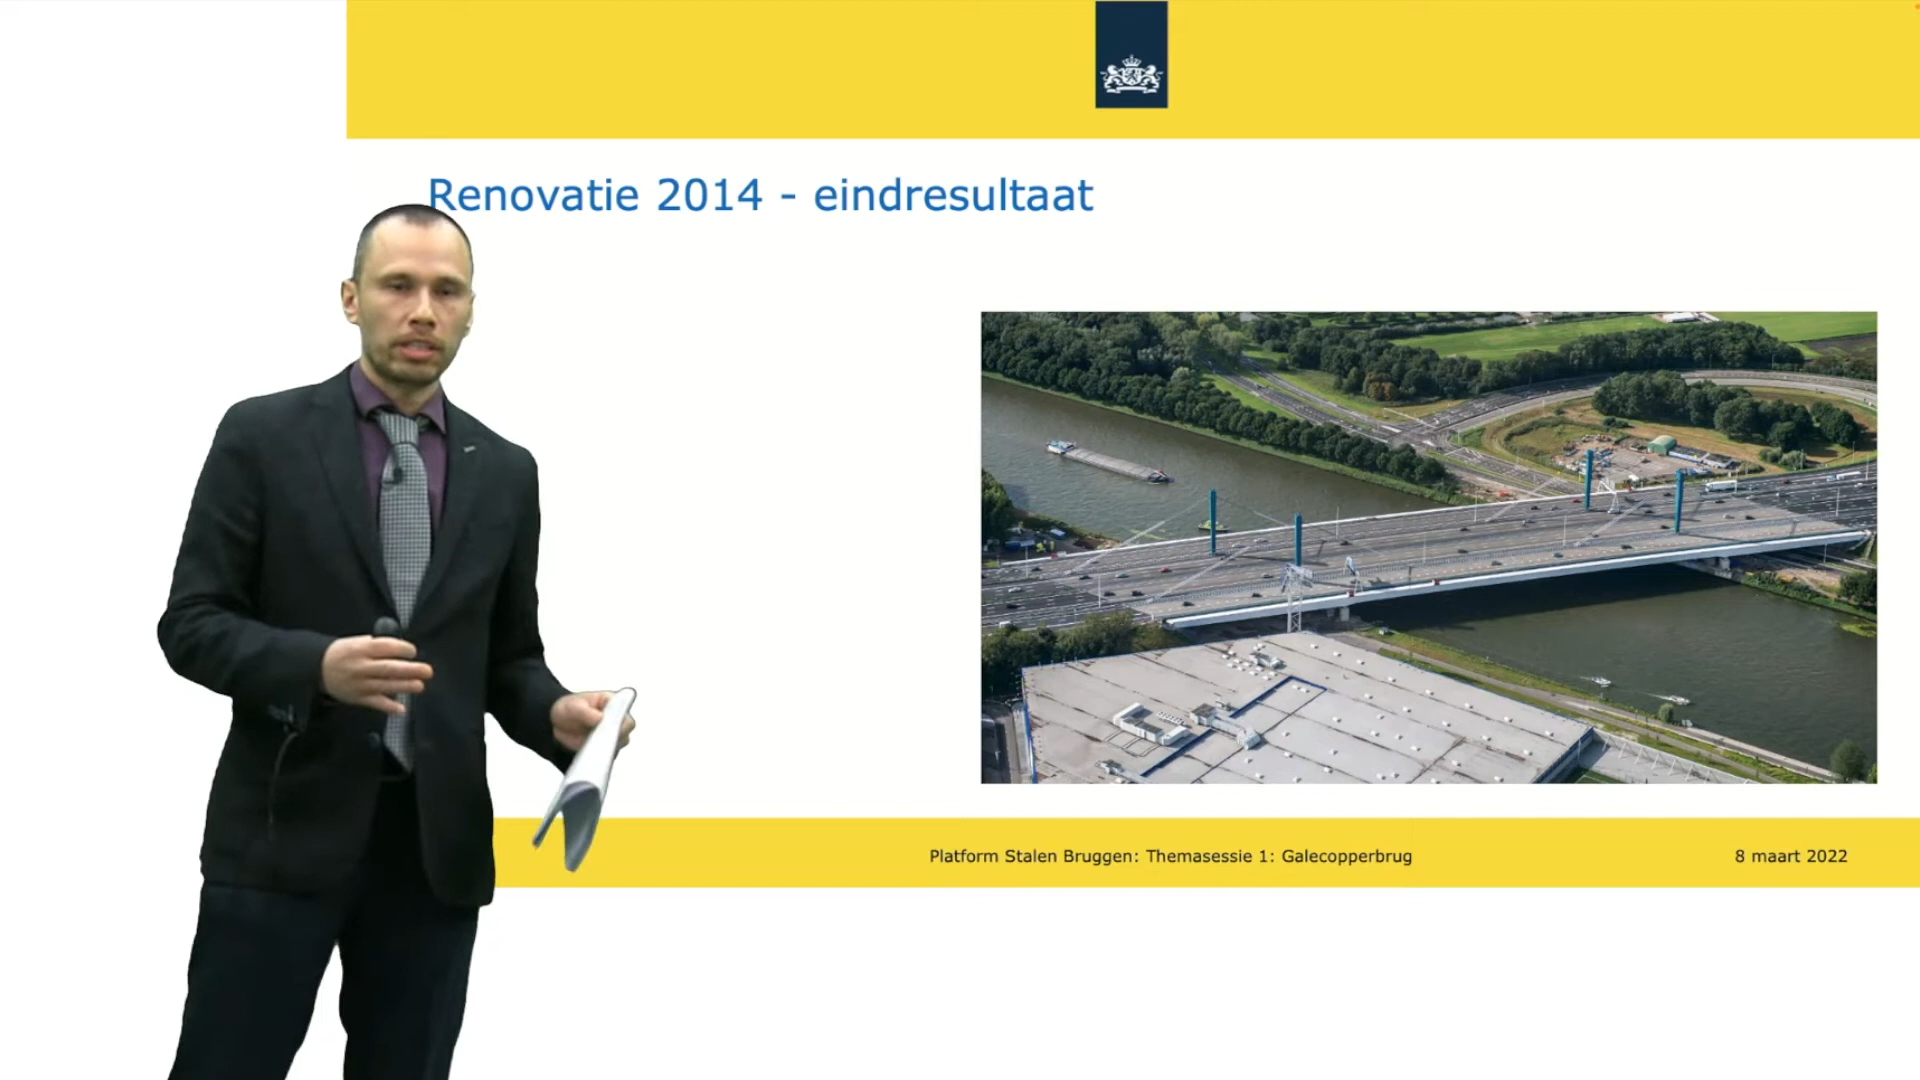 Renovatie 2014 - eindresultaat
Platform Stalen Bruggen: Themasessie 1: Galecopperbrug
8 maart 2022